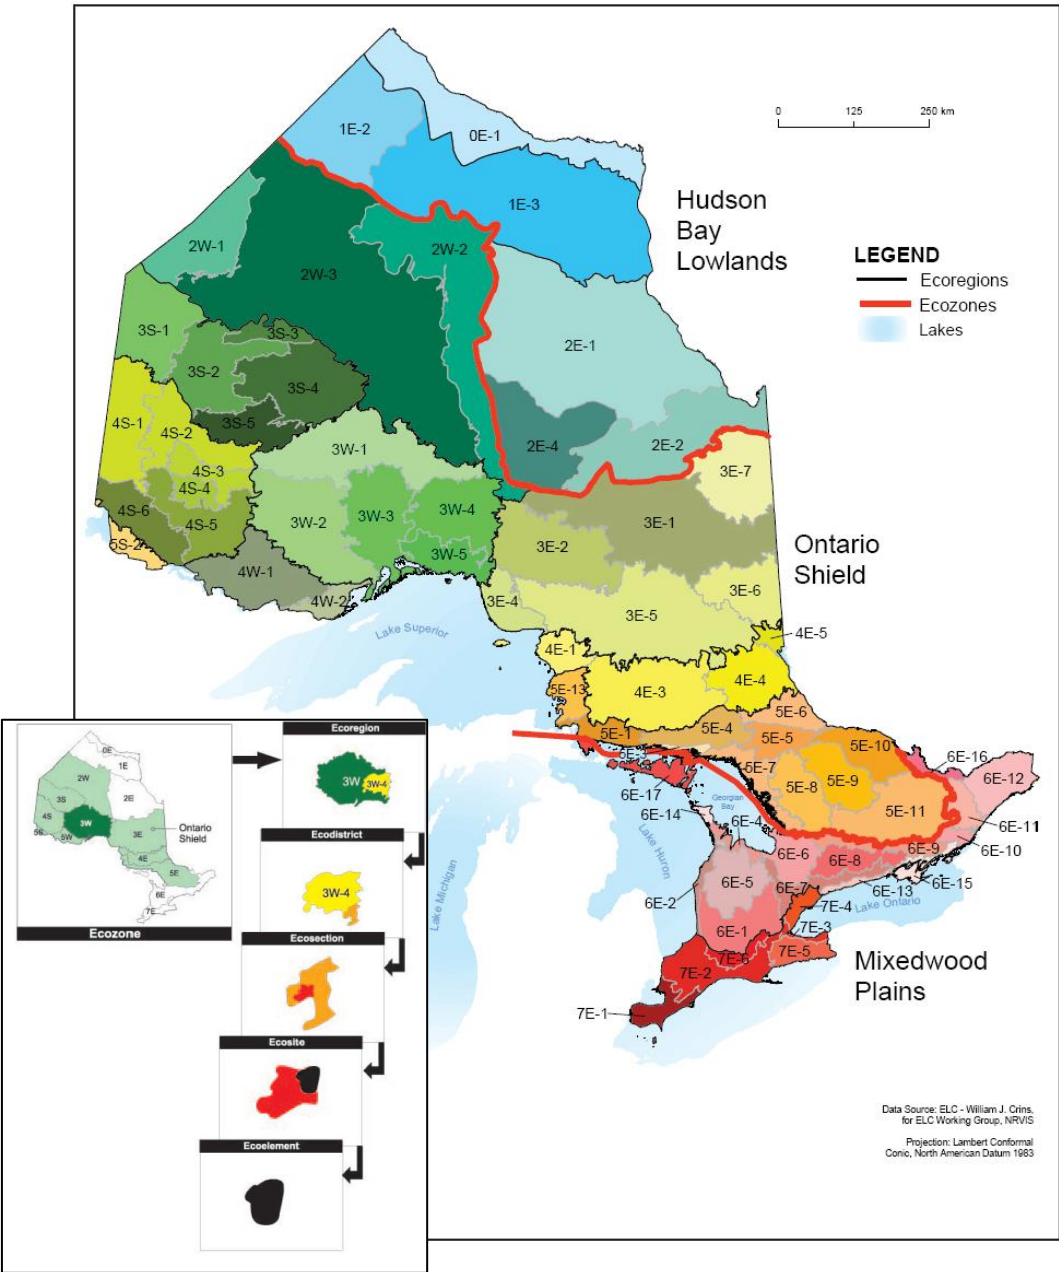 0 125 250 km
1E-2
0E-1
1E-3
Hudson
Bay
Lowlands
2W-1
2W-2
2W-3
LEGEND
Ecoregions
Ecozones
Lakes
3S-1
3S-3
3S-2
3S-4
3S-5
2E-1
2E-4
2E-2
4S-1
4S-2
4S-3
4S-4
4S-6
4S-5
5S-2
3W-1
3W-2
3W-3
3W-4
3W-5
4W-1
4W-2
3E-7
3E-1
3E-2
Ontario
Shield
3E-4
3E-5
3E-6
4E-5
4E-1
4E-3
4E-4
Lake Superior
5E-13
5E-1
5E-4
5E-6
5E-5
5E-10
5E-3
5E-7
5E-8
5E-9
5E-11
6E-16
6E-12
6E-17
6E-14
Georgian
Bay
6E-4
6E-11
6E-10
6E-9
6E-6
6E-8
6E-15
6E-13
6E-5
6E-7
6E-2
Lake Huron
Lake Michigan
Lake Ontario
7E-4
7E-3
6E-1
7E-6
7E-5
7E-2
7E-1
Mixedwood
Plains
Data Source: ELC - William J. Crins,
for ELC Working Group, NRVIS
Projection: Lambert Conformal
Conic, North American Datum 1983
0E
1E
2W
2E
3S
4S
3W
3E
5S
5W
4E
5E
6E
7E
Ontario
Shield
Ecozone
Ecoregion
3W
3W-4
Ecodistrict
3W-4
Ecosection
Ecosite
Ecoelement